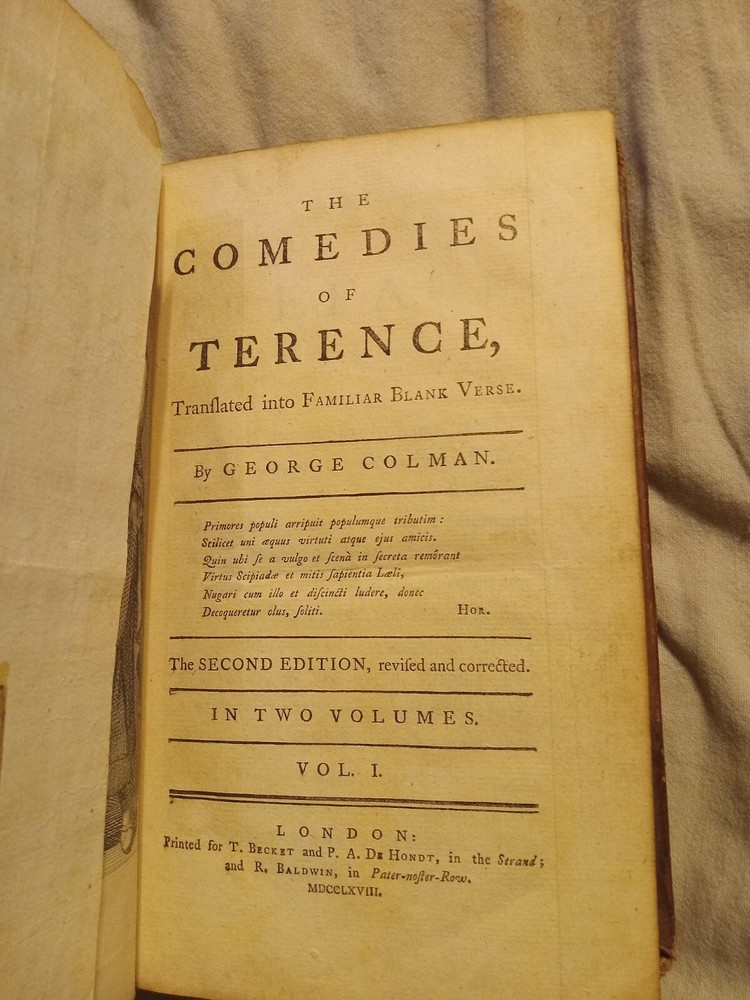 THE
COMEDIES
OF
TERENCE,
Tranſlated into FAMILIAR BLANK VERSE.
By GEORGE COLMAN.
Primores populi arripuit populumque tributim :
Scilicet uni æquus virtuti atque ejus amicis.
Quin ubi ſe a vulgo et ſcenâ in ſecreta remôrant
Virtus Scipiadæ et mitis ſapientia Læli,
Nugari cum illo et diſcincti ludere, donec
Decoqueretur olus, ſoliti. HOR.
The SECOND EDITION, reviſed and corrected.
IN TWO VOLUMES.
VOL. I.
LONDON:
Printed for T. BECKET and P. A. DE HONDT, in the Strand;
and R. BALDWIN, in Pater-noſter-Row.
MDCCLXVIII.